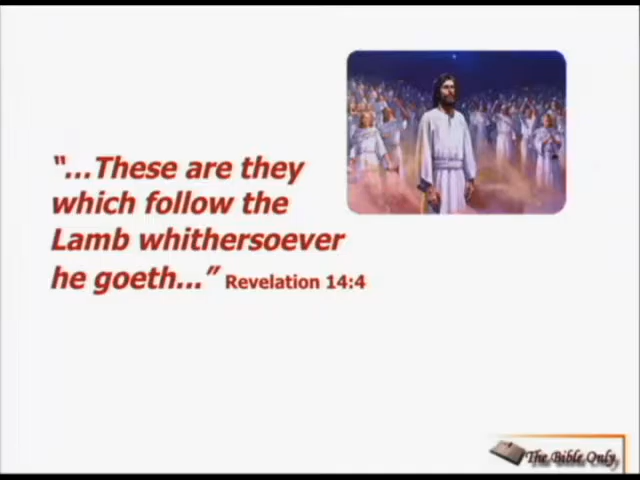 “...These are they
which follow the
Lamb whithersoever
he goeth...” Revelation 14:4
The Bible Only